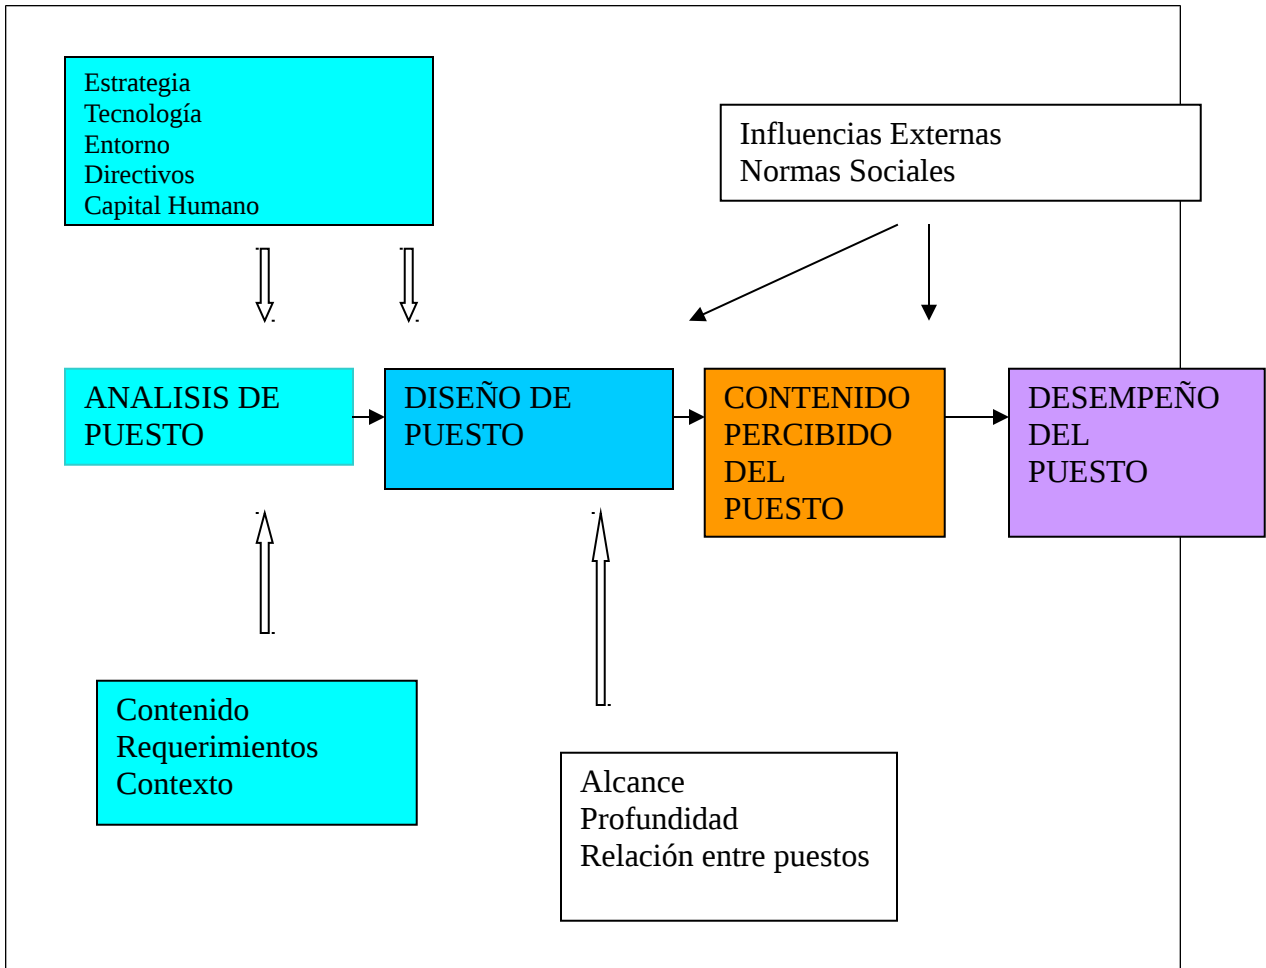 Estrategia
Tecnología
Entorno
Directivos
Capital Humano
Influencias Externas
Normas Sociales
ANALISIS DE
PUESTO
DISEÑO DE
PUESTO
CONTENIDO
PERCIBIDO
DEL
PUESTO
DESEMPEÑO
DEL
PUESTO
Contenido
Requerimientos
Contexto
Alcance
Profundidad
Relación entre puestos